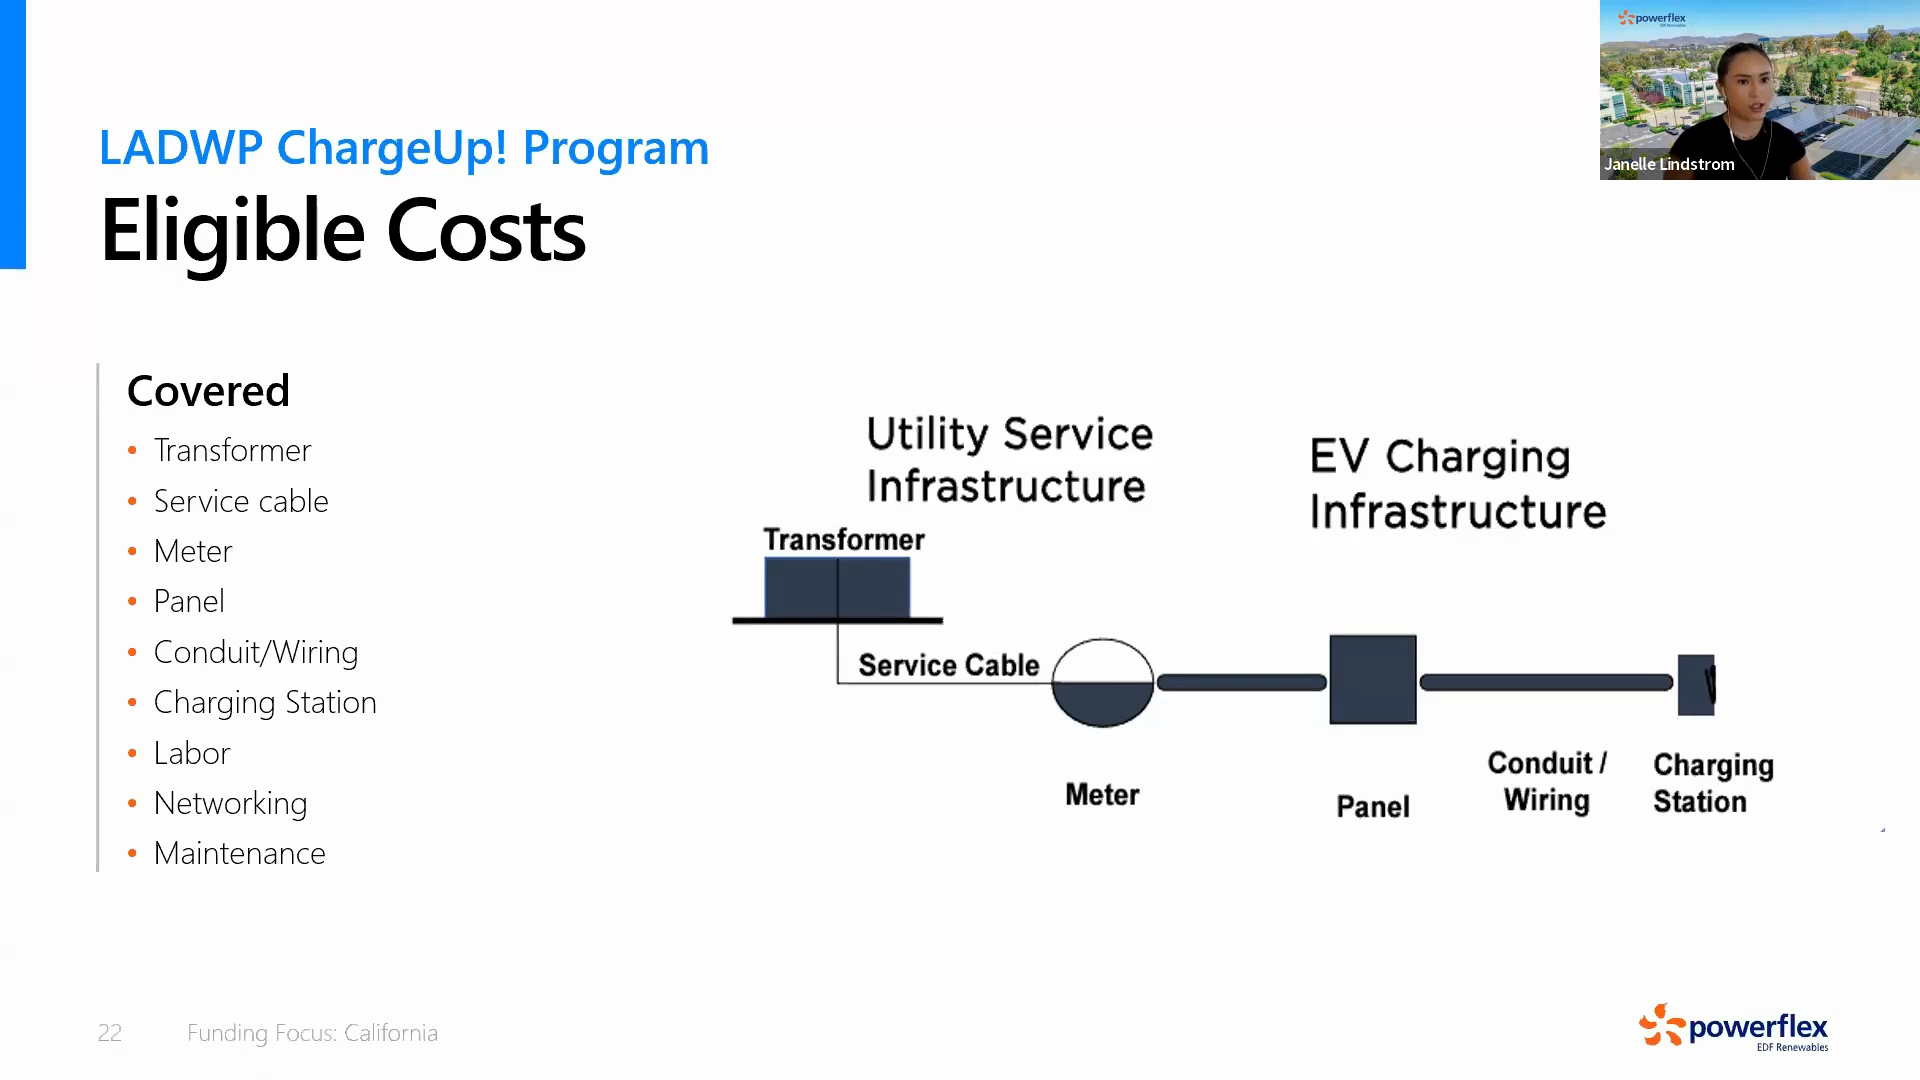 powerflex
EDF Renewables
Janelle Lindstrom
LADWP ChargeUp! Program
Eligible Costs
Covered
• Transformer
• Service cable
• Meter
• Panel
• Conduit/Wiring
• Charging Station
• Labor
• Networking
• Maintenance
Utility Service
Infrastructure
EV Charging
Infrastructure
Transformer
Service Cable
Meter
Panel
Conduit /
Wiring
Charging
Station
22
Funding Focus: California
powerflex
EDF Renewables